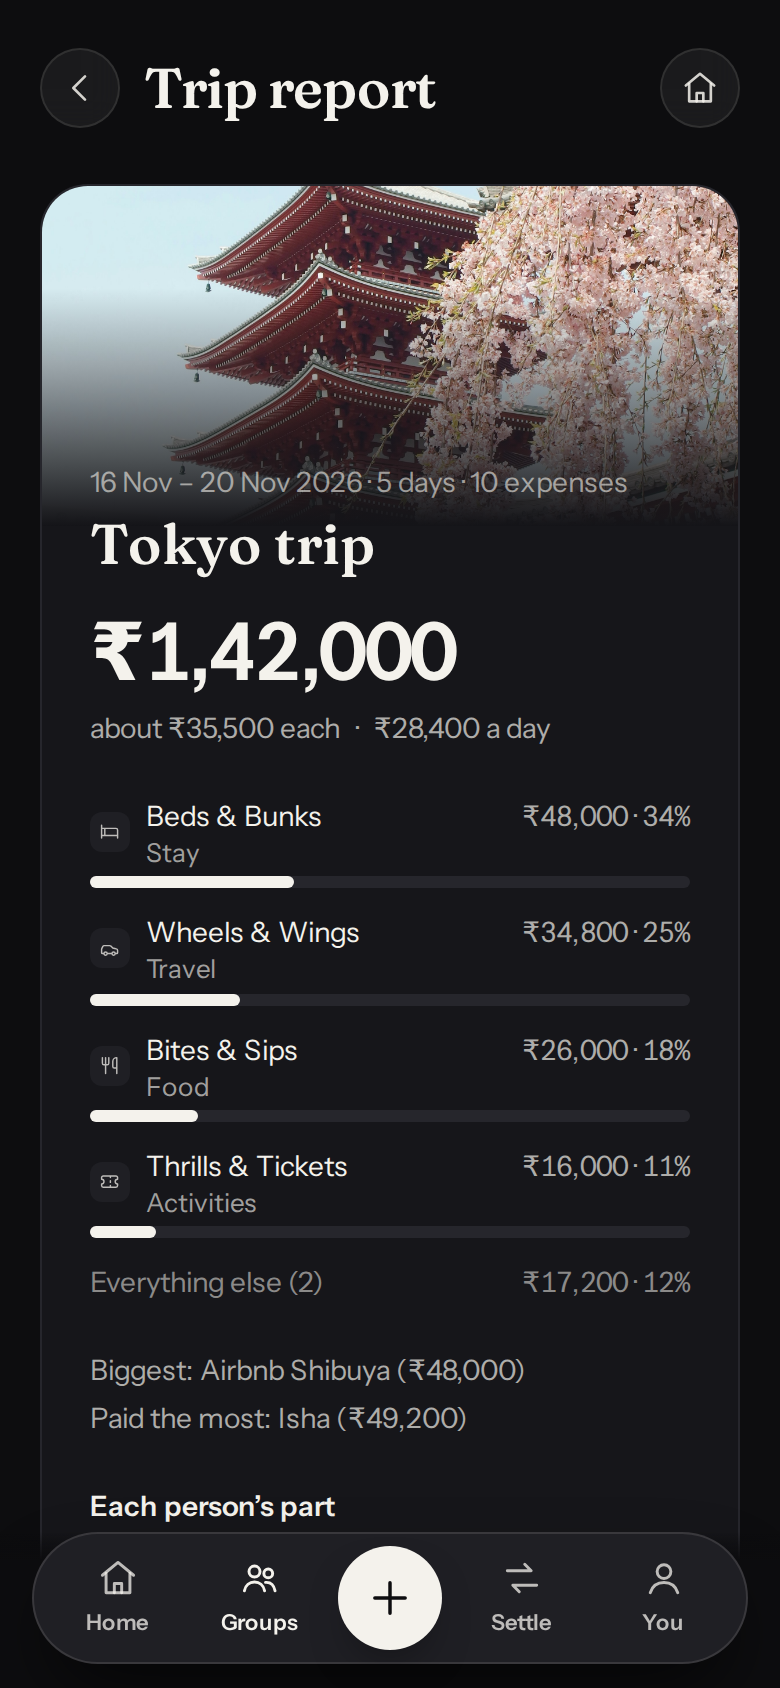 Trip report
16 Nov – 20 Nov 2026 · 5 days · 10 expenses
Tokyo trip
₹1,42,000
about ₹35,500 each · ₹28,400 a day
Beds & Bunks ₹48,000 · 34%
Stay
Wheels & Wings ₹34,800 · 25%
Travel
Bites & Sips ₹26,000 · 18%
Food
Thrills & Tickets ₹16,000 · 11%
Activities
Everything else (2) ₹17,200 · 12%
Biggest: Airbnb Shibuya (₹48,000)
Paid the most: Isha (₹49,200)
Each person’s part
Home Groups Settle You